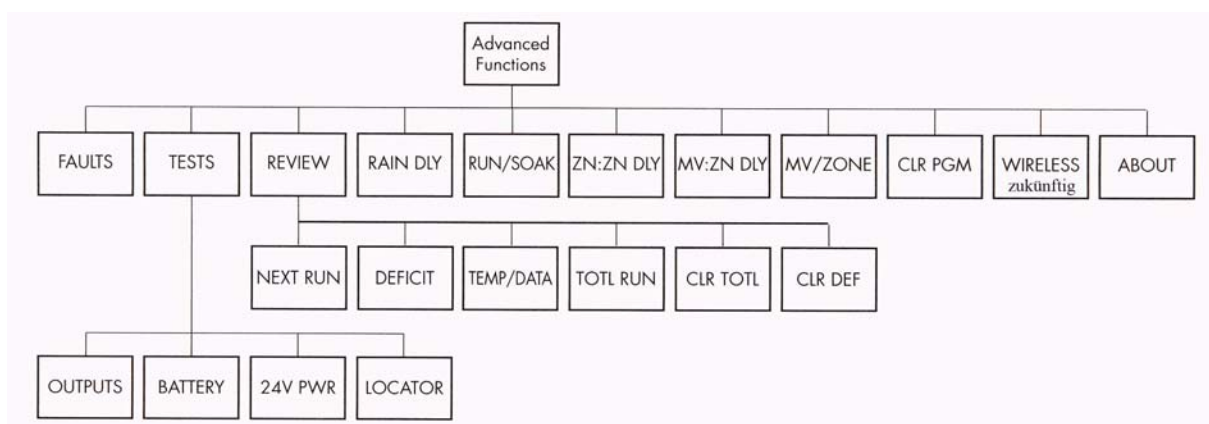 Advanced
Functions
FAULTS
TESTS
REVIEW
RAIN DLY
RUN/SOAK
ZN:ZN DLY
MV:ZN DLY
MV/ZONE
CLR PGM
WIRELESS
zukünftig
ABOUT
NEXT RUN
DEFICIT
TEMP/DATA
TOTL RUN
CLR TOTL
CLR DEF
OUTPUTS
BATTERY
24V PWR
LOCATOR